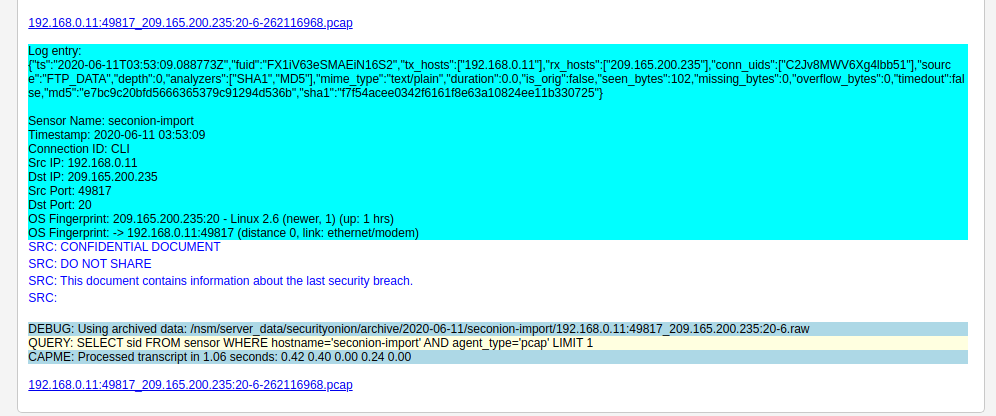 192.168.0.11:49817_209.165.200.235:20-6-262116968.pcap
Log entry:
{"ts":"2020-06-11T03:53:09.088773Z","fuid":"FX1iV63eSMAEiN16S2","tx_hosts":["192.168.0.11"],"rx_hosts":["209.165.200.235"],"conn_uids":["C2Jv8MWV6Xg4lbb51"],"sourc
e":"FTP_DATA","depth":0,"analyzers":["SHA1","MD5"],"mime_type":"text/plain","duration":0.0,"is_orig":false,"seen_bytes":102,"missing_bytes":0,"overflow_bytes":0,"timedout":fal
se,"md5":"e7bc9c20bfd5666365379c91294d536b","sha1":"f7f54acee0342f6161f8e63a10824ee11b330725"}
Sensor Name: seconion-import
Timestamp: 2020-06-11 03:53:09
Connection ID: CLI
Src IP: 192.168.0.11
Dst IP: 209.165.200.235
Src Port: 49817
Dst Port: 20
OS Fingerprint: 209.165.200.235:20 - Linux 2.6 (newer, 1) (up: 1 hrs)
OS Fingerprint: -> 192.168.0.11:49817 (distance 0, link: ethernet/modem)
SRC: CONFIDENTIAL DOCUMENT
SRC: DO NOT SHARE
SRC: This document contains information about the last security breach.
SRC:
DEBUG: Using archived data: /nsm/server_data/securityonion/archive/2020-06-11/seconion-import/192.168.0.11:49817_209.165.200.235:20-6.raw
QUERY: SELECT sid FROM sensor WHERE hostname='seconion-import' AND agent_type='pcap' LIMIT 1
CAPME: Processed transcript in 1.06 seconds: 0.42 0.40 0.00 0.24 0.00
192.168.0.11:49817_209.165.200.235:20-6-262116968.pcap